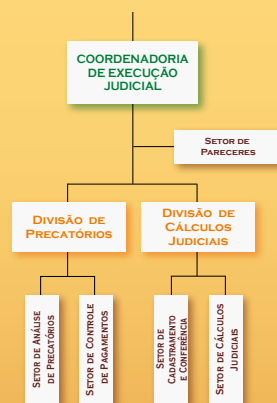 COORDENADORIA
DE EXECUÇÃO
JUDICIAL
SETOR DE
PARECERES
DIVISÃO DE
PRECATÓRIOS
DIVISÃO DE
CÁLCULOS
JUDICIAIS
SETOR DE ANÁLISE
DE PRECATÓRIOS
SETOR DE CONTROLE
DE PAGAMENTOS
SETOR DE
CADASTRAMENTO
E CONFERÊNCIA
SETOR DE CÁLCULOS
JUDICIAIS